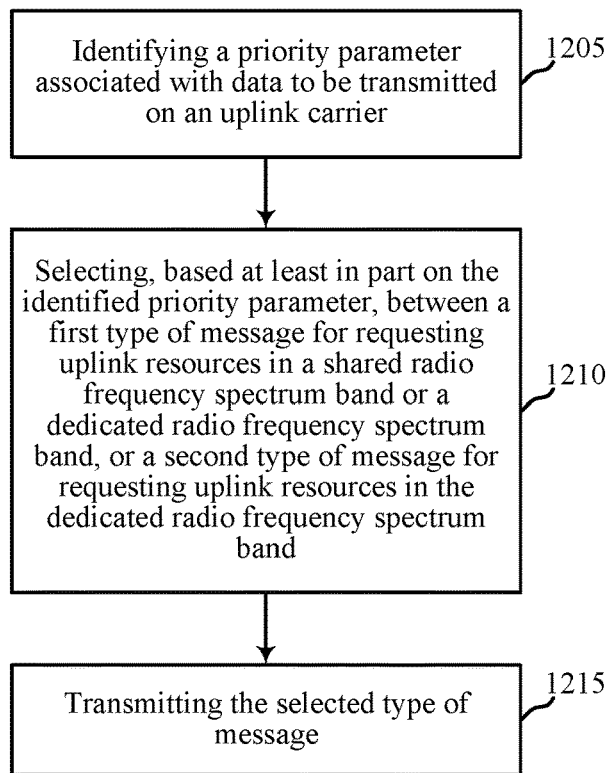 Identifying a priority parameter
associated with data to be transmitted
on an uplink carrier
1205
Selecting, based at least in part on the
identified priority parameter, between a
first type of message for requesting
uplink resources in a shared radio
frequency spectrum band or a
dedicated radio frequency spectrum
band, or a second type of message for
requesting uplink resources in the
dedicated radio frequency spectrum
band
1210
Transmitting the selected type of
message
1215